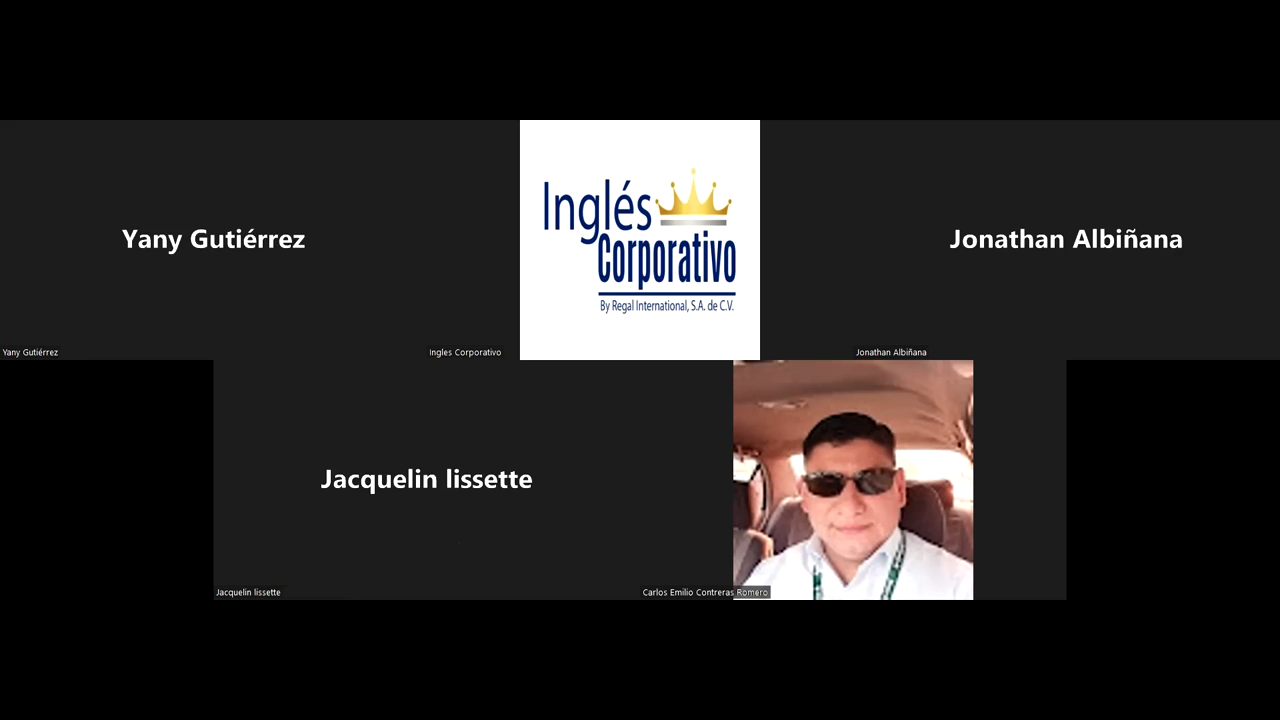 Yany Gutiérrez
Inglés
Corporativo
By Regal International, S.A. de C.V.
Jonathan Albiñana
Yany Gutiérrez
Ingles Corporativo
Jonathan Albiñana
Jacquelin lissette
Jacquelin lissette
Carlos Emilio Contreras Romero